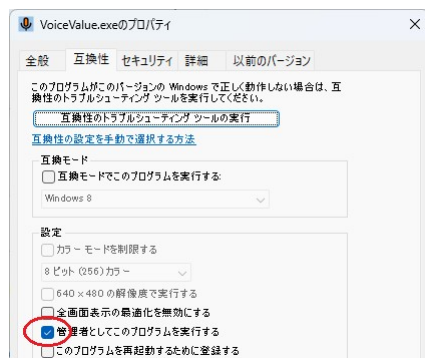 VoiceValue.exeのプロパティ
全般 互換性 セキュリティ 詳細 以前のバージョン
このプログラムがこのバージョンの Windows で正しく動作しない場合は、互
換性のトラブルシューティング ツールを実行してください。
互換性のトラブルシューティング ツールの実行
互換性の設定を手動で選択する方法
互換モード
互換モードでこのプログラムを実行する:
Windows 8
設定
カラー モードを制限する
8 ビット (256) カラー
640 × 480 の解像度で実行する
全画面表示の最適化を無効にする
管理者としてこのプログラムを実行する
このプログラムを再起動するために登録する